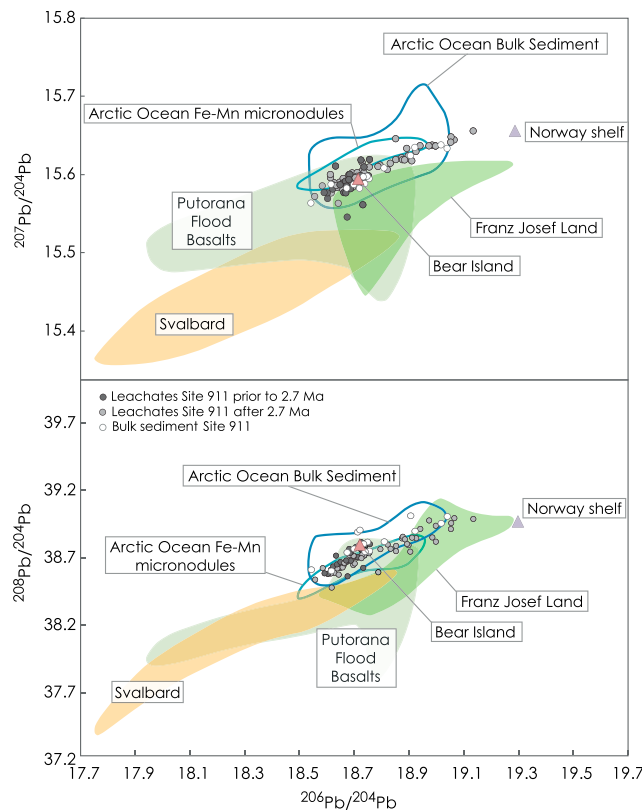 15.8
15.7
15.6
15.5
15.4
207Pb/204Pb
Arctic Ocean Bulk Sediment
Arctic Ocean Fe-Mn micronodules
Norway shelf
Putorana
Flood
Basalts
Franz Josef Land
Bear Island
Svalbard
39.7
39.2
38.7
38.2
37.7
37.2
208Pb/204Pb
Leachates Site 911 prior to 2.7 Ma
Leachates Site 911 after 2.7 Ma
Bulk sediment Site 911
Arctic Ocean Bulk Sediment
Norway shelf
Arctic Ocean Fe-Mn
micronodules
Franz Josef Land
Bear Island
Putorana
Flood
Basalts
Svalbard
17.7 17.9 18.1 18.3 18.5 18.7 18.9 19.1 19.3 19.5 19.7
206Pb/204Pb